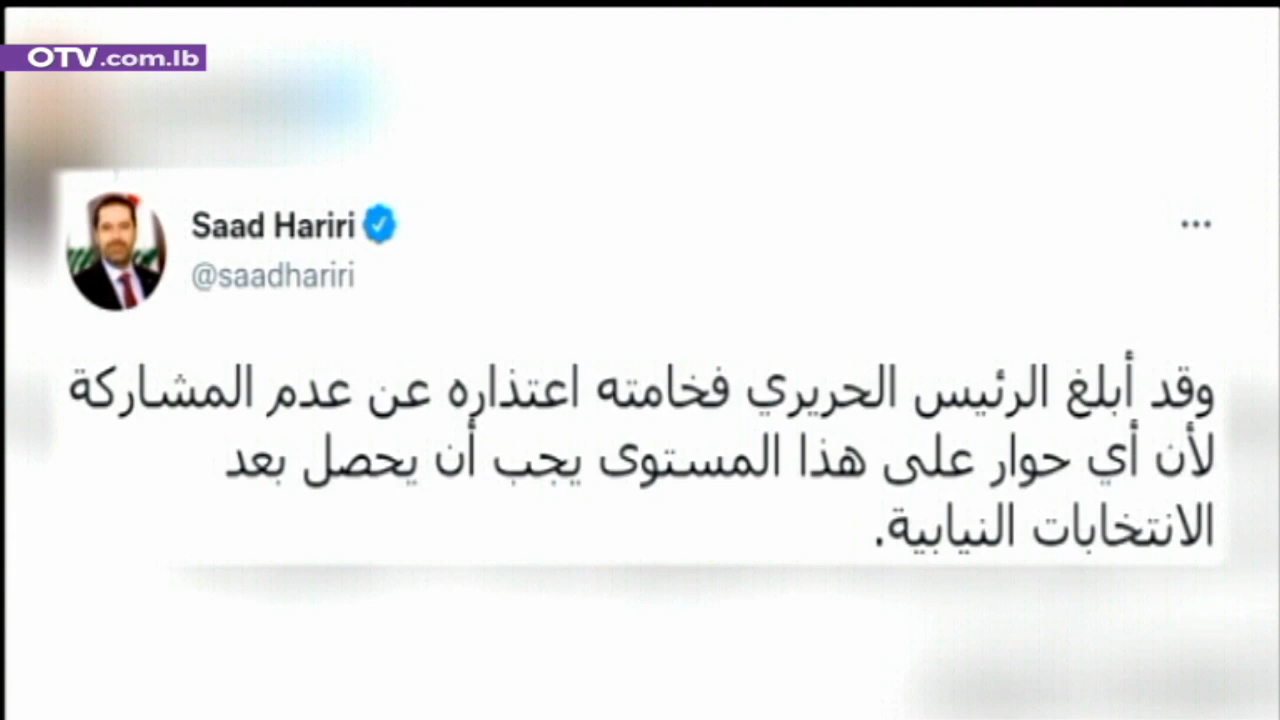 OTV.com.lb
Saad Hariri
@saadhariri
وقد أبلغ الرئيس الحريري فخامته اعتذاره عن عدم المشاركة
لأن أي حوار على هذا المستوى يجب أن يحصل بعد
الانتخابات النيابية.